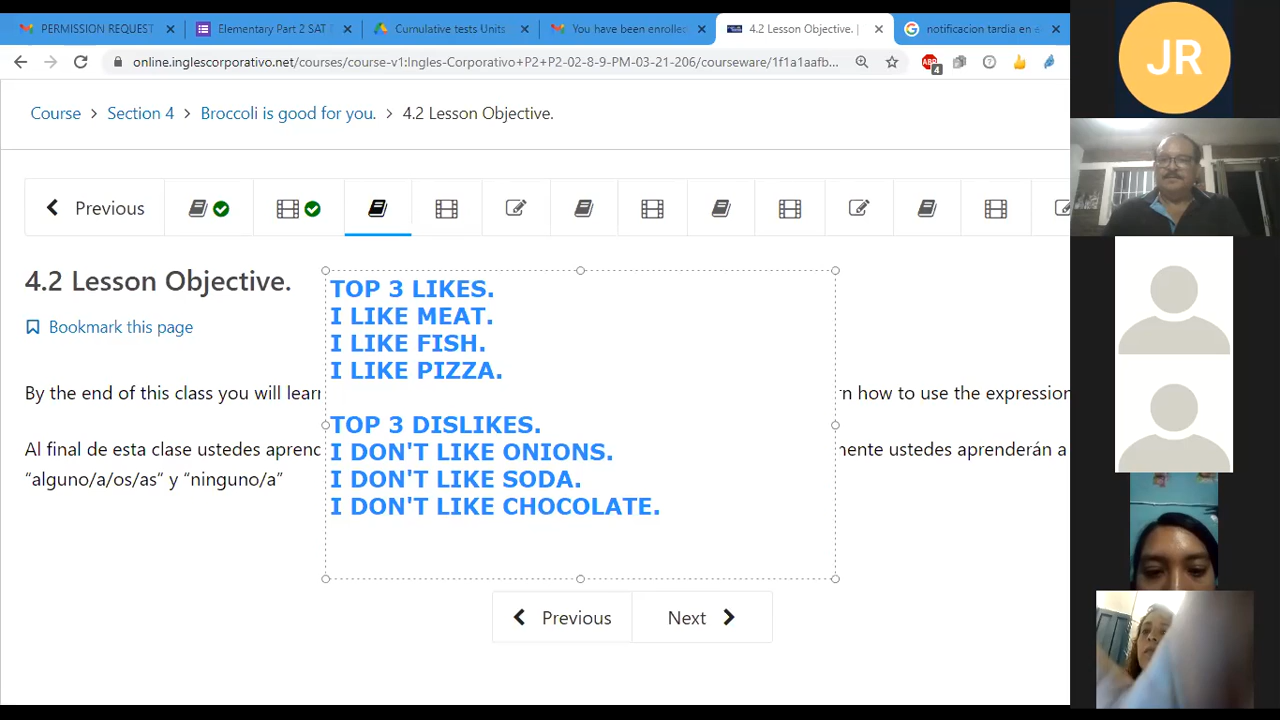 PERMISSION REQUEST
Elementary Part 2 SAT
Cumulative tests Units
You have been enrolled
4.2 Lesson Objective. |
notificacion tardia en e
online.inglescorporativo.net/courses/course-v1:Ingles-Corporativo+P2+P2-02-8-9-PM-03-21-206/courseware/1f1a1aafb...
ABP
4
JR
Course > Section 4 > Broccoli is good for you. > 4.2 Lesson Objective.
Previous
4.2 Lesson Objective.
Bookmark this page
TOP 3 LIKES.
I LIKE MEAT.
I LIKE FISH.
I LIKE PIZZA.
By the end of this class you will learn how to use the expression
TOP 3 DISLIKES.
I DON'T LIKE ONIONS.
Al final de esta clase ustedes aprenderán a
“alguno/a/os/as” y “ninguno/a”
I DON'T LIKE SODA.
I DON'T LIKE CHOCOLATE.
Previous
Next